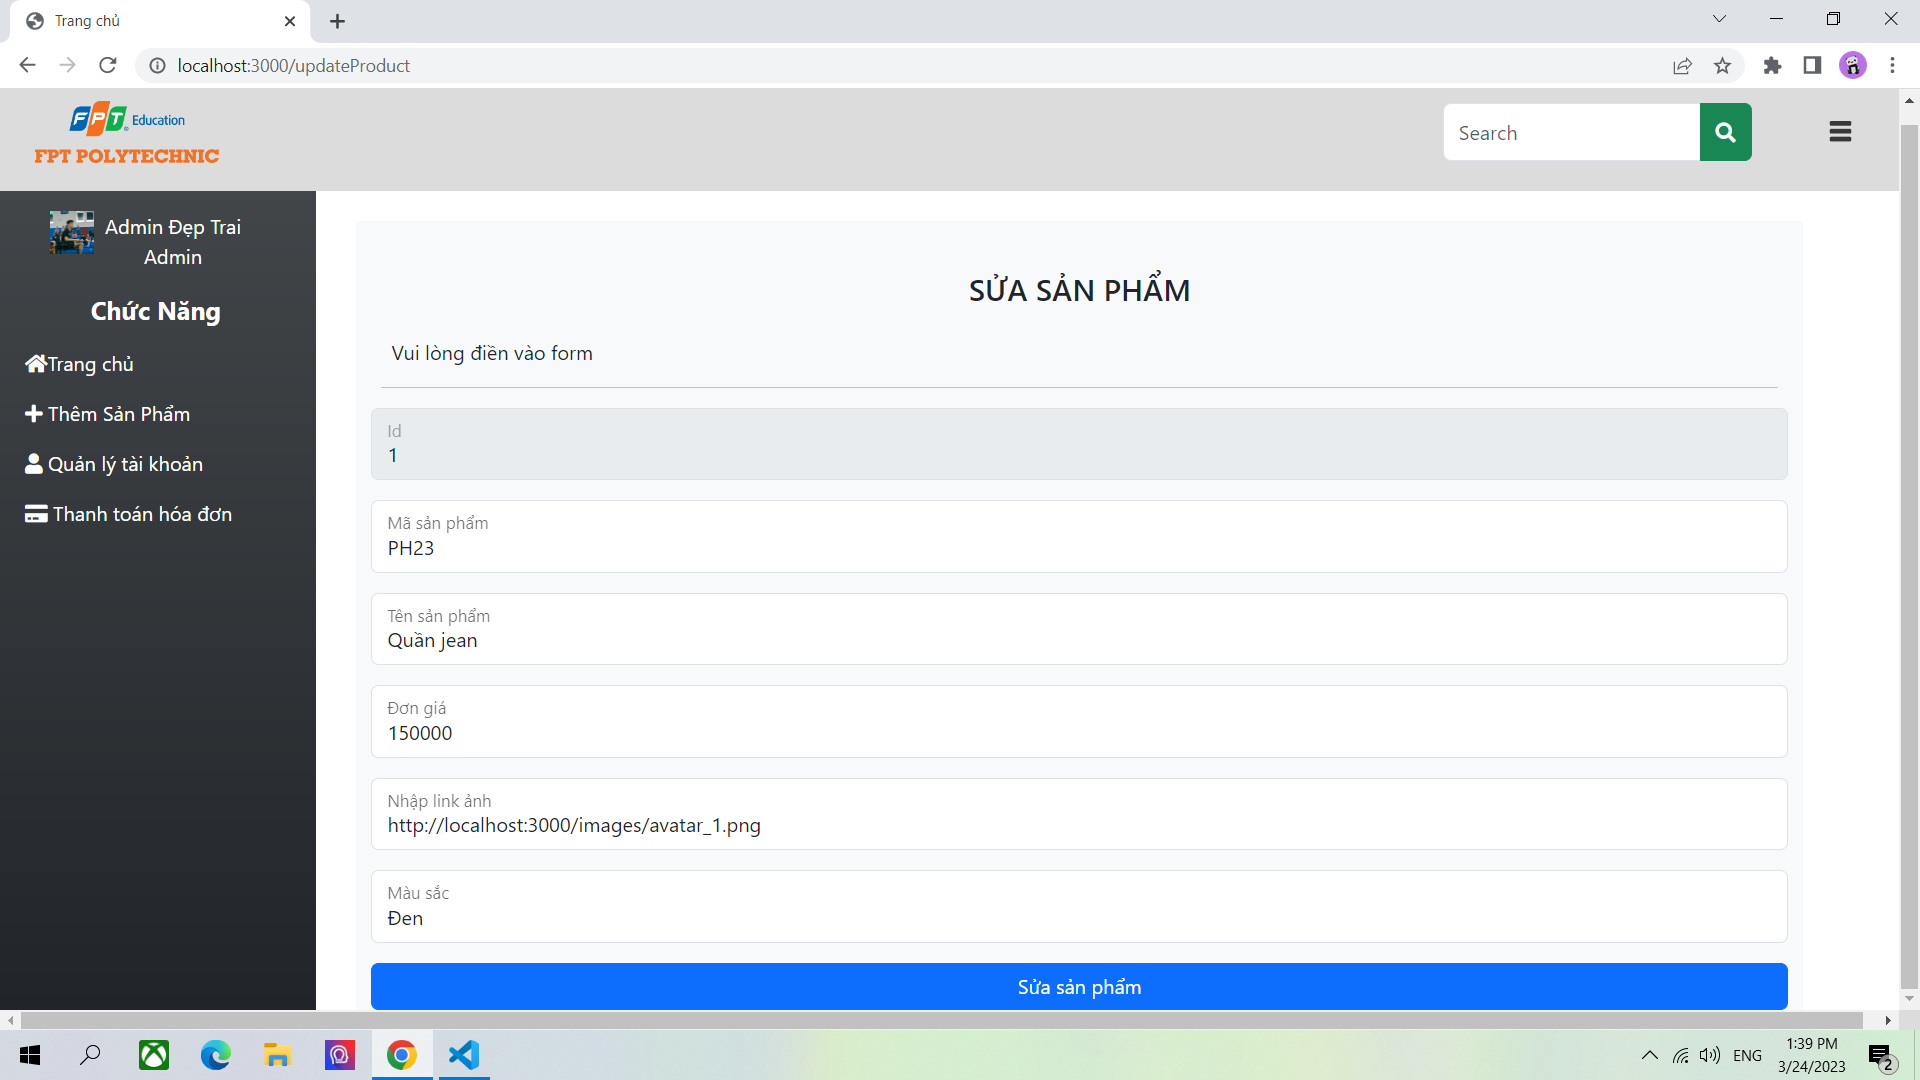 Trang chủ
localhost:3000/updateProduct
FPT Education
FPT POLYTECHNIC
Search
Admin Đẹp Trai
Admin
Chức Năng
Trang chủ
Thêm Sản Phẩm
Quản lý tài khoản
Thanh toán hóa đơn
SỬA SẢN PHẨM
Vui lòng điền vào form
Id
1
Mã sản phẩm
PH23
Tên sản phẩm
Quần jean
Đơn giá
150000
Nhập link ảnh
http://localhost:3000/images/avatar_1.png
Màu sắc
Đen
Sửa sản phẩm
ENG
1:39 PM
3/24/2023
2